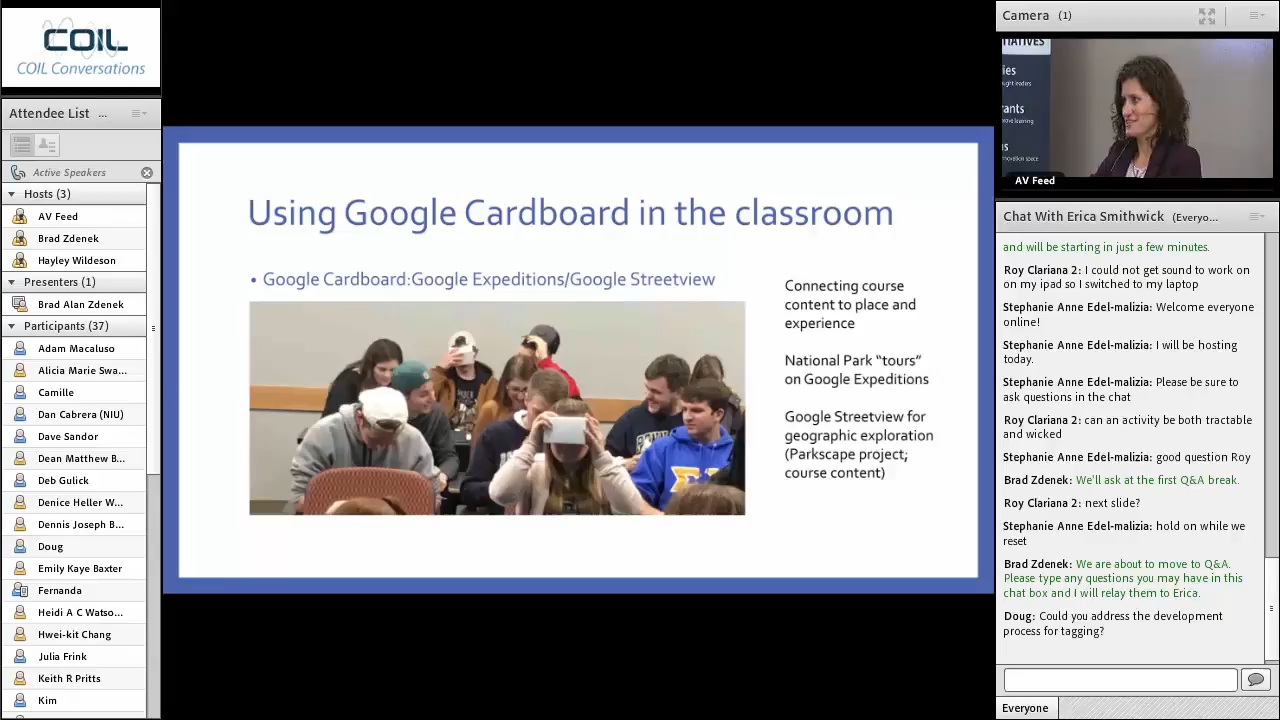 COIL
COIL Conversations
Attendee List ...
Active Speakers
Hosts (3)
AV Feed
Brad Zdenek
Hayley Wildeson
Presenters (1)
Brad Alan Zdenek
Participants (37)
Adam Macaluso
Alicia Marie Swa...
Camille
Dan Cabrera (NIU)
Dave Sandor
Dean Matthew B...
Deb Gulick
Denice Heller W...
Dennis Joseph B...
Doug
Emily Kaye Baxter
Fernanda
Heidi A C Watso...
Hwei-kit Chang
Julia Frink
Keith R Pritts
Kim
Using Google Cardboard in the classroom
• Google Cardboard:Google Expeditions/Google Streetview
Connecting course
content to place and
experience
National Park “tours”
on Google Expeditions
Google Streetview for
geographic exploration
(Parkscape project;
course content)
Camera (1)
AV Feed
Chat With Erica Smithwick (Everyo...
and will be starting in just a few minutes.
Roy Clariana 2: I could not get sound to work on
on my ipad so I switched to my laptop
Stephanie Anne Edel-malizia: Welcome everyone
online!
Stephanie Anne Edel-malizia: I will be hosting
today.
Stephanie Anne Edel-malizia: Please be sure to
ask questions in the chat
Roy Clariana 2: can an activity be both tractable
and wicked
Stephanie Anne Edel-malizia: good question Roy
Brad Zdenek: We'll ask at the first Q&A break.
Roy Clariana 2: next slide?
Stephanie Anne Edel-malizia: hold on while we
reset
Brad Zdenek: We are about to move to Q&A.
Please type any questions you may have in this
chat box and I will relay them to Erica.
Doug: Could you address the development
process for tagging?
Everyone